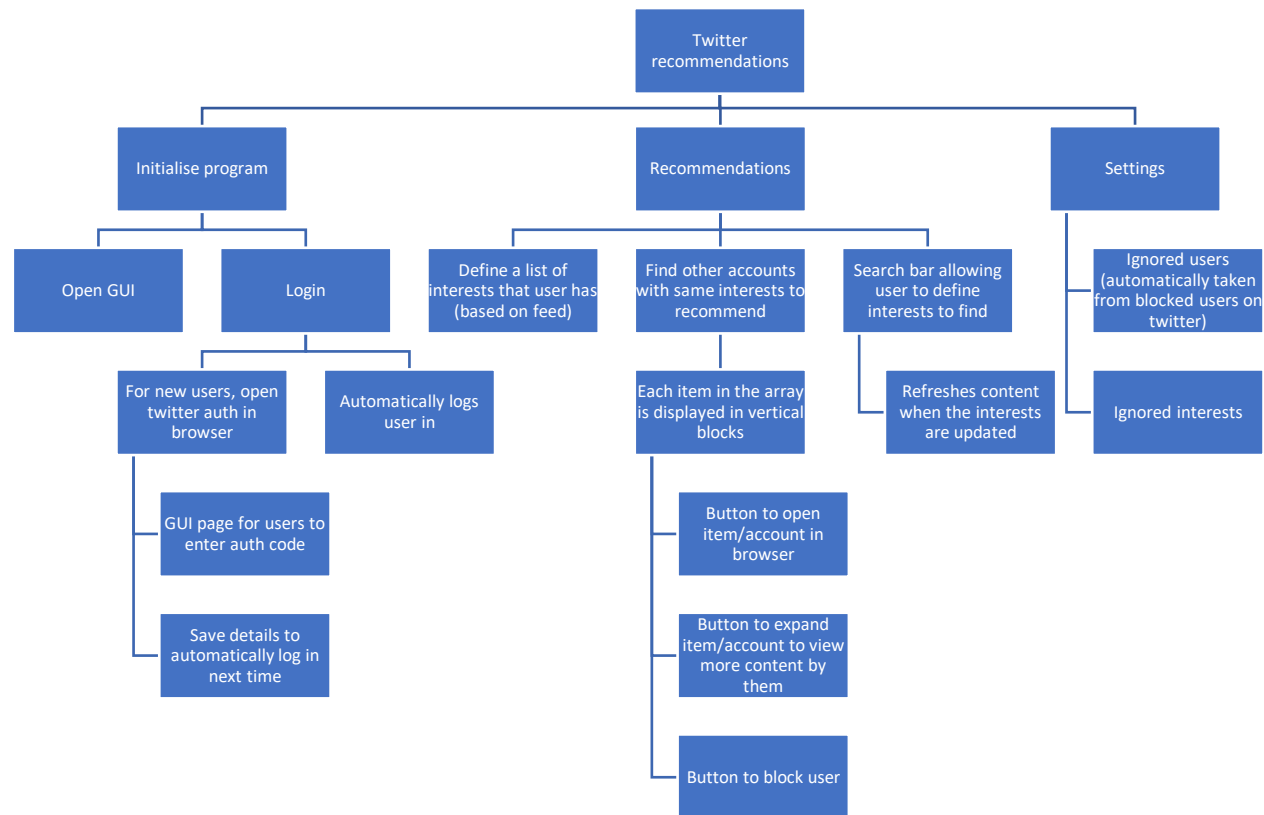 Twitter
recommendations
Initialise program
Recommendations
Settings
Open GUI
Login
Define a list of
interests that user has
(based on feed)
Find other accounts
with same interests to
recommend
Search bar allowing
user to define
interests to find
Ignored users
(automatically taken
from blocked users on
twitter)
For new users, open
twitter auth in
browser
Automatically logs
user in
Each item in the array
is displayed in vertical
blocks
Refreshes content
when the interests
are updated
Ignored interests
GUI page for users to
enter auth code
Button to open
item/account in
browser
Save details to
automatically log in
next time
Button to expand
item/account to view
more content by
them
Button to block user